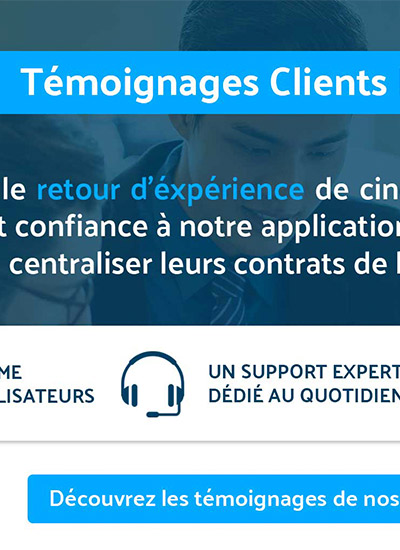 Témoignages Clients
le retour d'éxpérience de cin
t confiance à notre application
centraliser leurs contrats de l
ME
LISATEURS
UN SUPPORT EXPERT
DÉDIÉ AU QUOTIDIEN
Découvrez les témoignages de nos